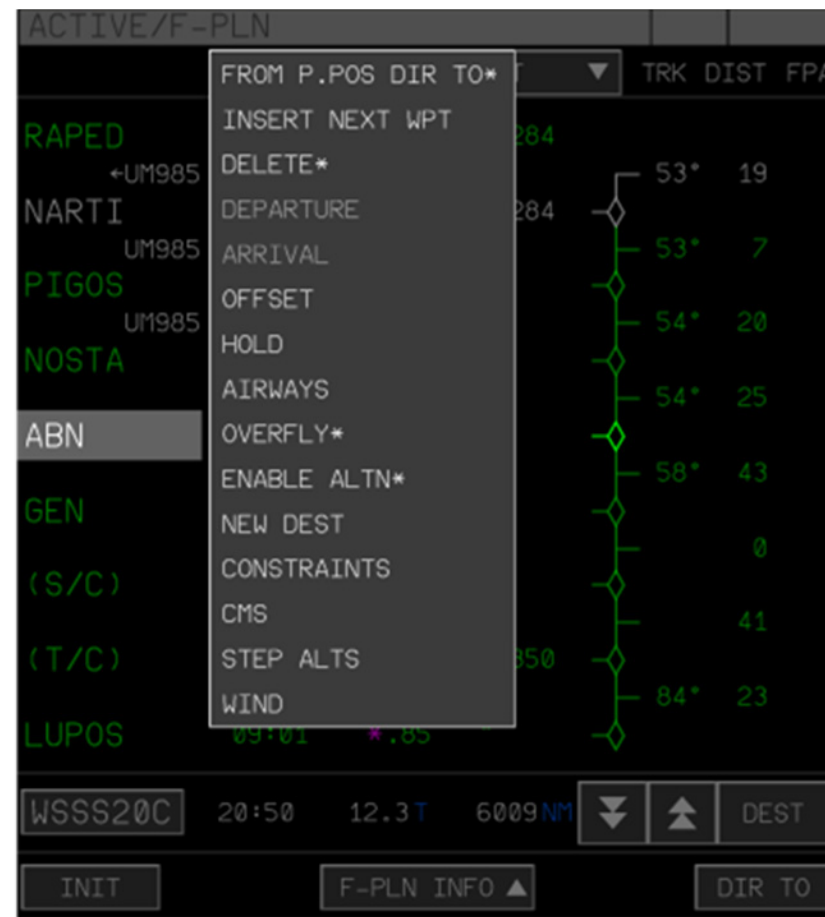 ACTIVE/F-PLN
FROM P.POS DIR TO* T ▼ TRK DIST FPA
INSERT NEXT WPT
RAPED 284
DELETE*
←UM985 53° 19
NARTI DEPARTURE 284
UM985 ARRIVAL 53° 7
PIGOS
OFFSET
UM985 54° 20
HOLD
NOSTA
AIRWAYS 54° 25
ABN OVERFLY*
ENABLE ALTN* 58° 43
GEN NEW DEST
CONSTRAINTS 0
(S/C)
CMS 41
(T/C) STEP ALTS 350
WIND 84° 23
LUPOS 09:01 *.85 "
WSSS20C 20:50 12.3T 6009NM DEST
INIT F-PLN INFO ▲ DIR TO